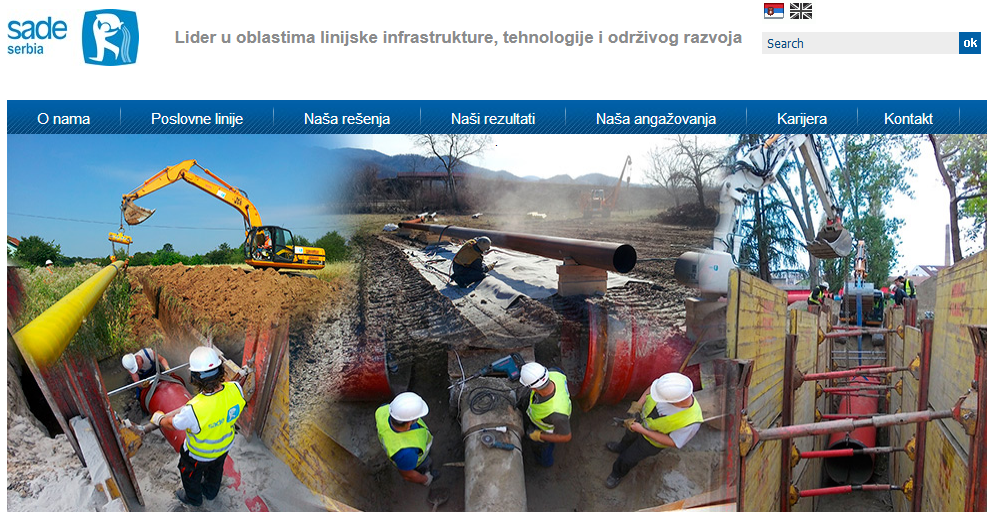 sade
serbia
Lider u oblastima linijske infrastrukture, tehnologije i održivog razvoja
Search
ok
O nama
Poslovne linije
Naša rešenja
Naši rezultati
Naša angažovanja
Karijera
Kontakt
sade